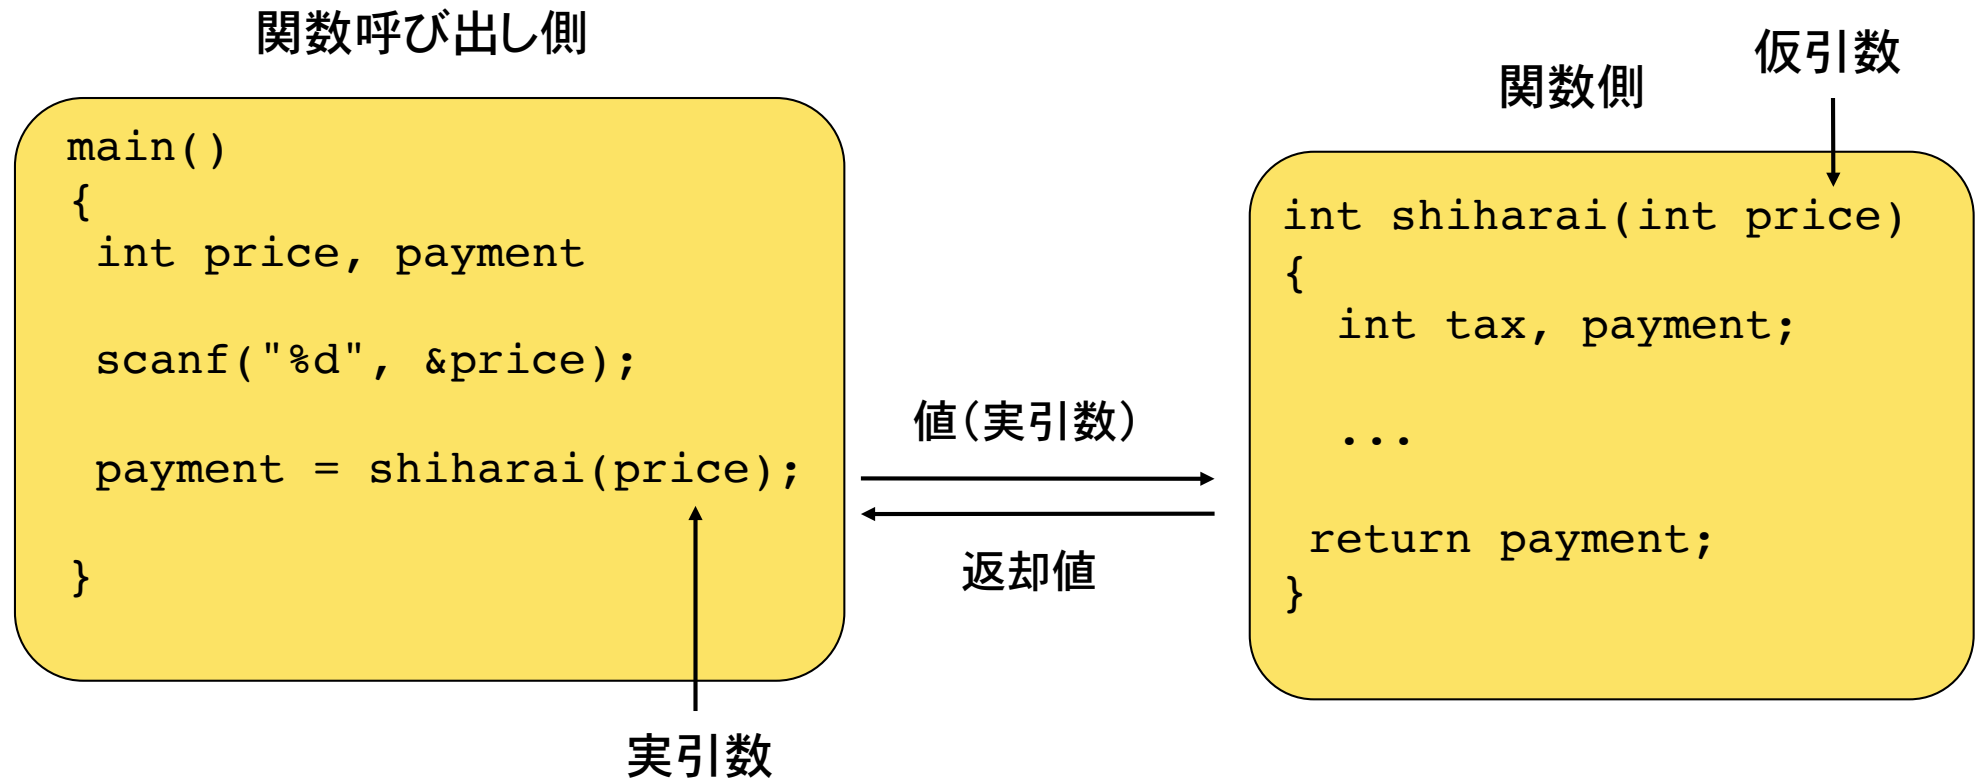 関数呼び出し側
main()
{
int price, payment
scanf("%d", &price);
payment = shiharai(price);
}
実引数
値(実引数)
返却値
関数側
仮引数
int shiharai(int price)
{
int tax, payment;
...
return payment;
}